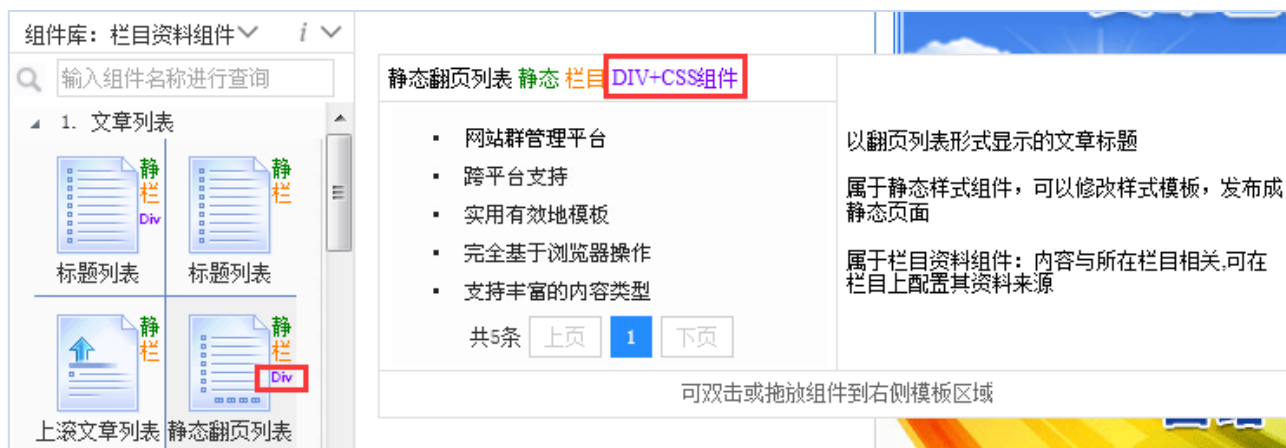 组件库：栏目资料组件
i
输入组件名称进行查询
1. 文章列表
静
栏
Div
静
栏
标题列表
标题列表
静
栏
静
栏
Div
上滚文章列表
静态翻页列表
静态翻页列表 静态 栏目 DIV+CSS组件
网站群管理平台
跨平台支持
实用有效地模板
完全基于浏览器操作
支持丰富的内容类型
共5条 上页 1 下页
以翻页列表形式显示的文章标题
属于静态样式组件，可以修改样式模板，发布成
静态页面
属于栏目资料组件：内容与所在栏目相关,可在
栏目上配置其资料来源
可双击或拖放组件到右侧模板区域